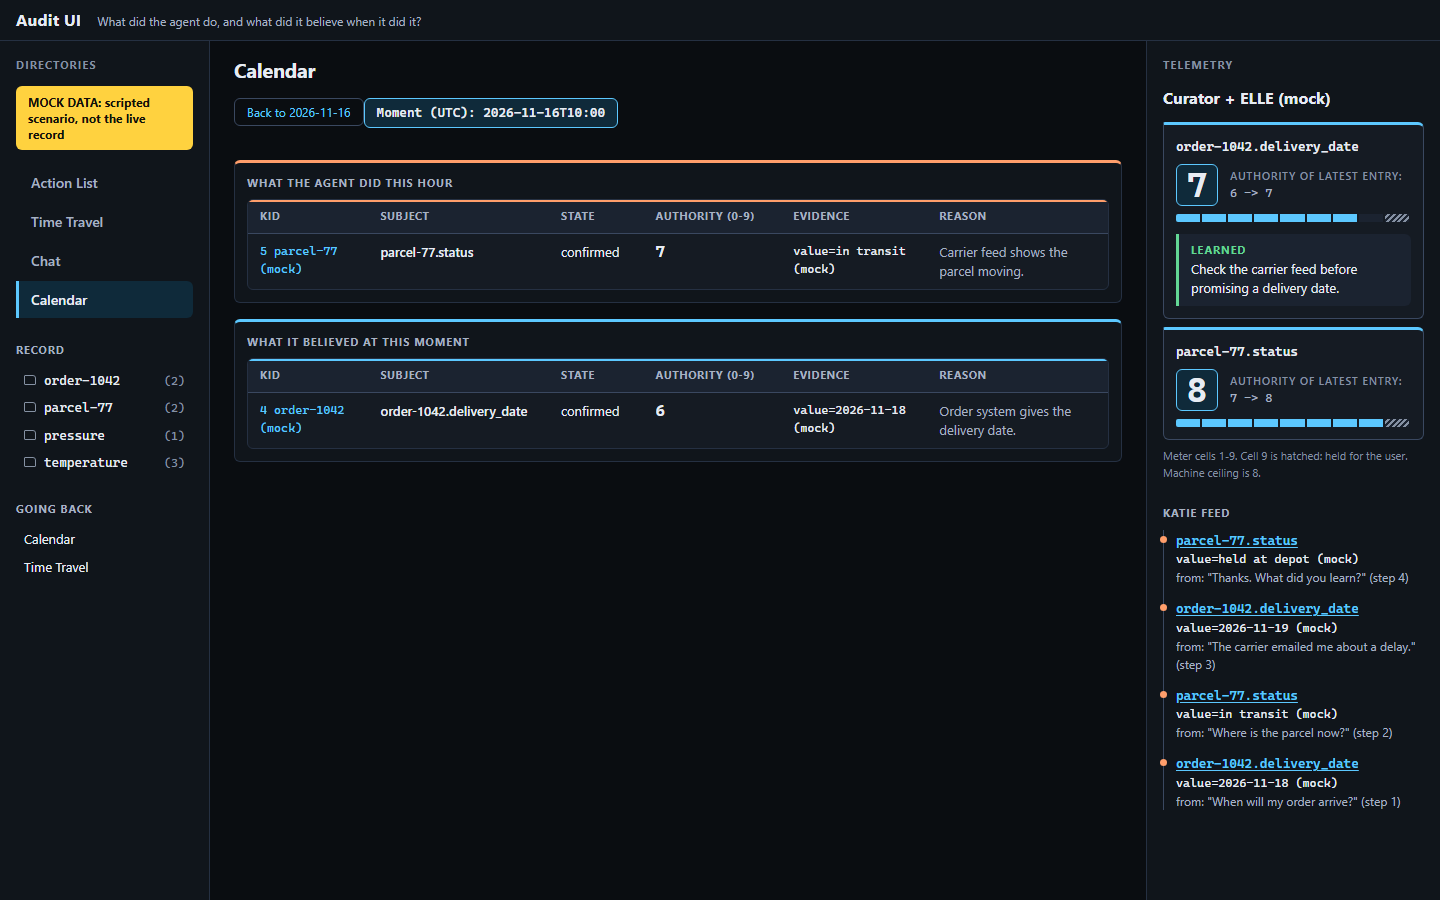 Audit UI What did the agent do, and what did it believe when it did it?
DIRECTORIES
MOCK DATA: scripted
scenario, not the live
record
Action List
Time Travel
Chat
Calendar
RECORD
order-1042 (2)
parcel-77 (2)
pressure (1)
temperature (3)
GOING BACK
Calendar
Time Travel
Calendar
Back to 2026-11-16 Moment (UTC): 2026-11-16T10:00
WHAT THE AGENT DID THIS HOUR
KID SUBJECT STATE AUTHORITY (0-9) EVIDENCE REASON
5 parcel-77 parcel-77.status confirmed 7 value=in transit Carrier feed shows the
(mock) (mock) parcel moving.
WHAT IT BELIEVED AT THIS MOMENT
KID SUBJECT STATE AUTHORITY (0-9) EVIDENCE REASON
4 order-1042 order-1042.delivery_date confirmed 6 value=2026-11-18 Order system gives the
(mock) (mock) delivery date.
TELEMETRY
Curator + ELLE (mock)
order-1042.delivery_date
7 AUTHORITY OF LATEST ENTRY:
6 -> 7
LEARNED
Check the carrier feed before
promising a delivery date.
parcel-77.status
8 AUTHORITY OF LATEST ENTRY:
7 -> 8
Meter cells 1-9. Cell 9 is hatched: held for the user.
Machine ceiling is 8.
KATIE FEED
parcel-77.status
value=held at depot (mock)
from: "Thanks. What did you learn?" (step 4)
order-1042.delivery_date
value=2026-11-19 (mock)
from: "The carrier emailed me about a delay."
(step 3)
parcel-77.status
value=in transit (mock)
from: "Where is the parcel now?" (step 2)
order-1042.delivery_date
value=2026-11-18 (mock)
from: "When will my order arrive?" (step 1)